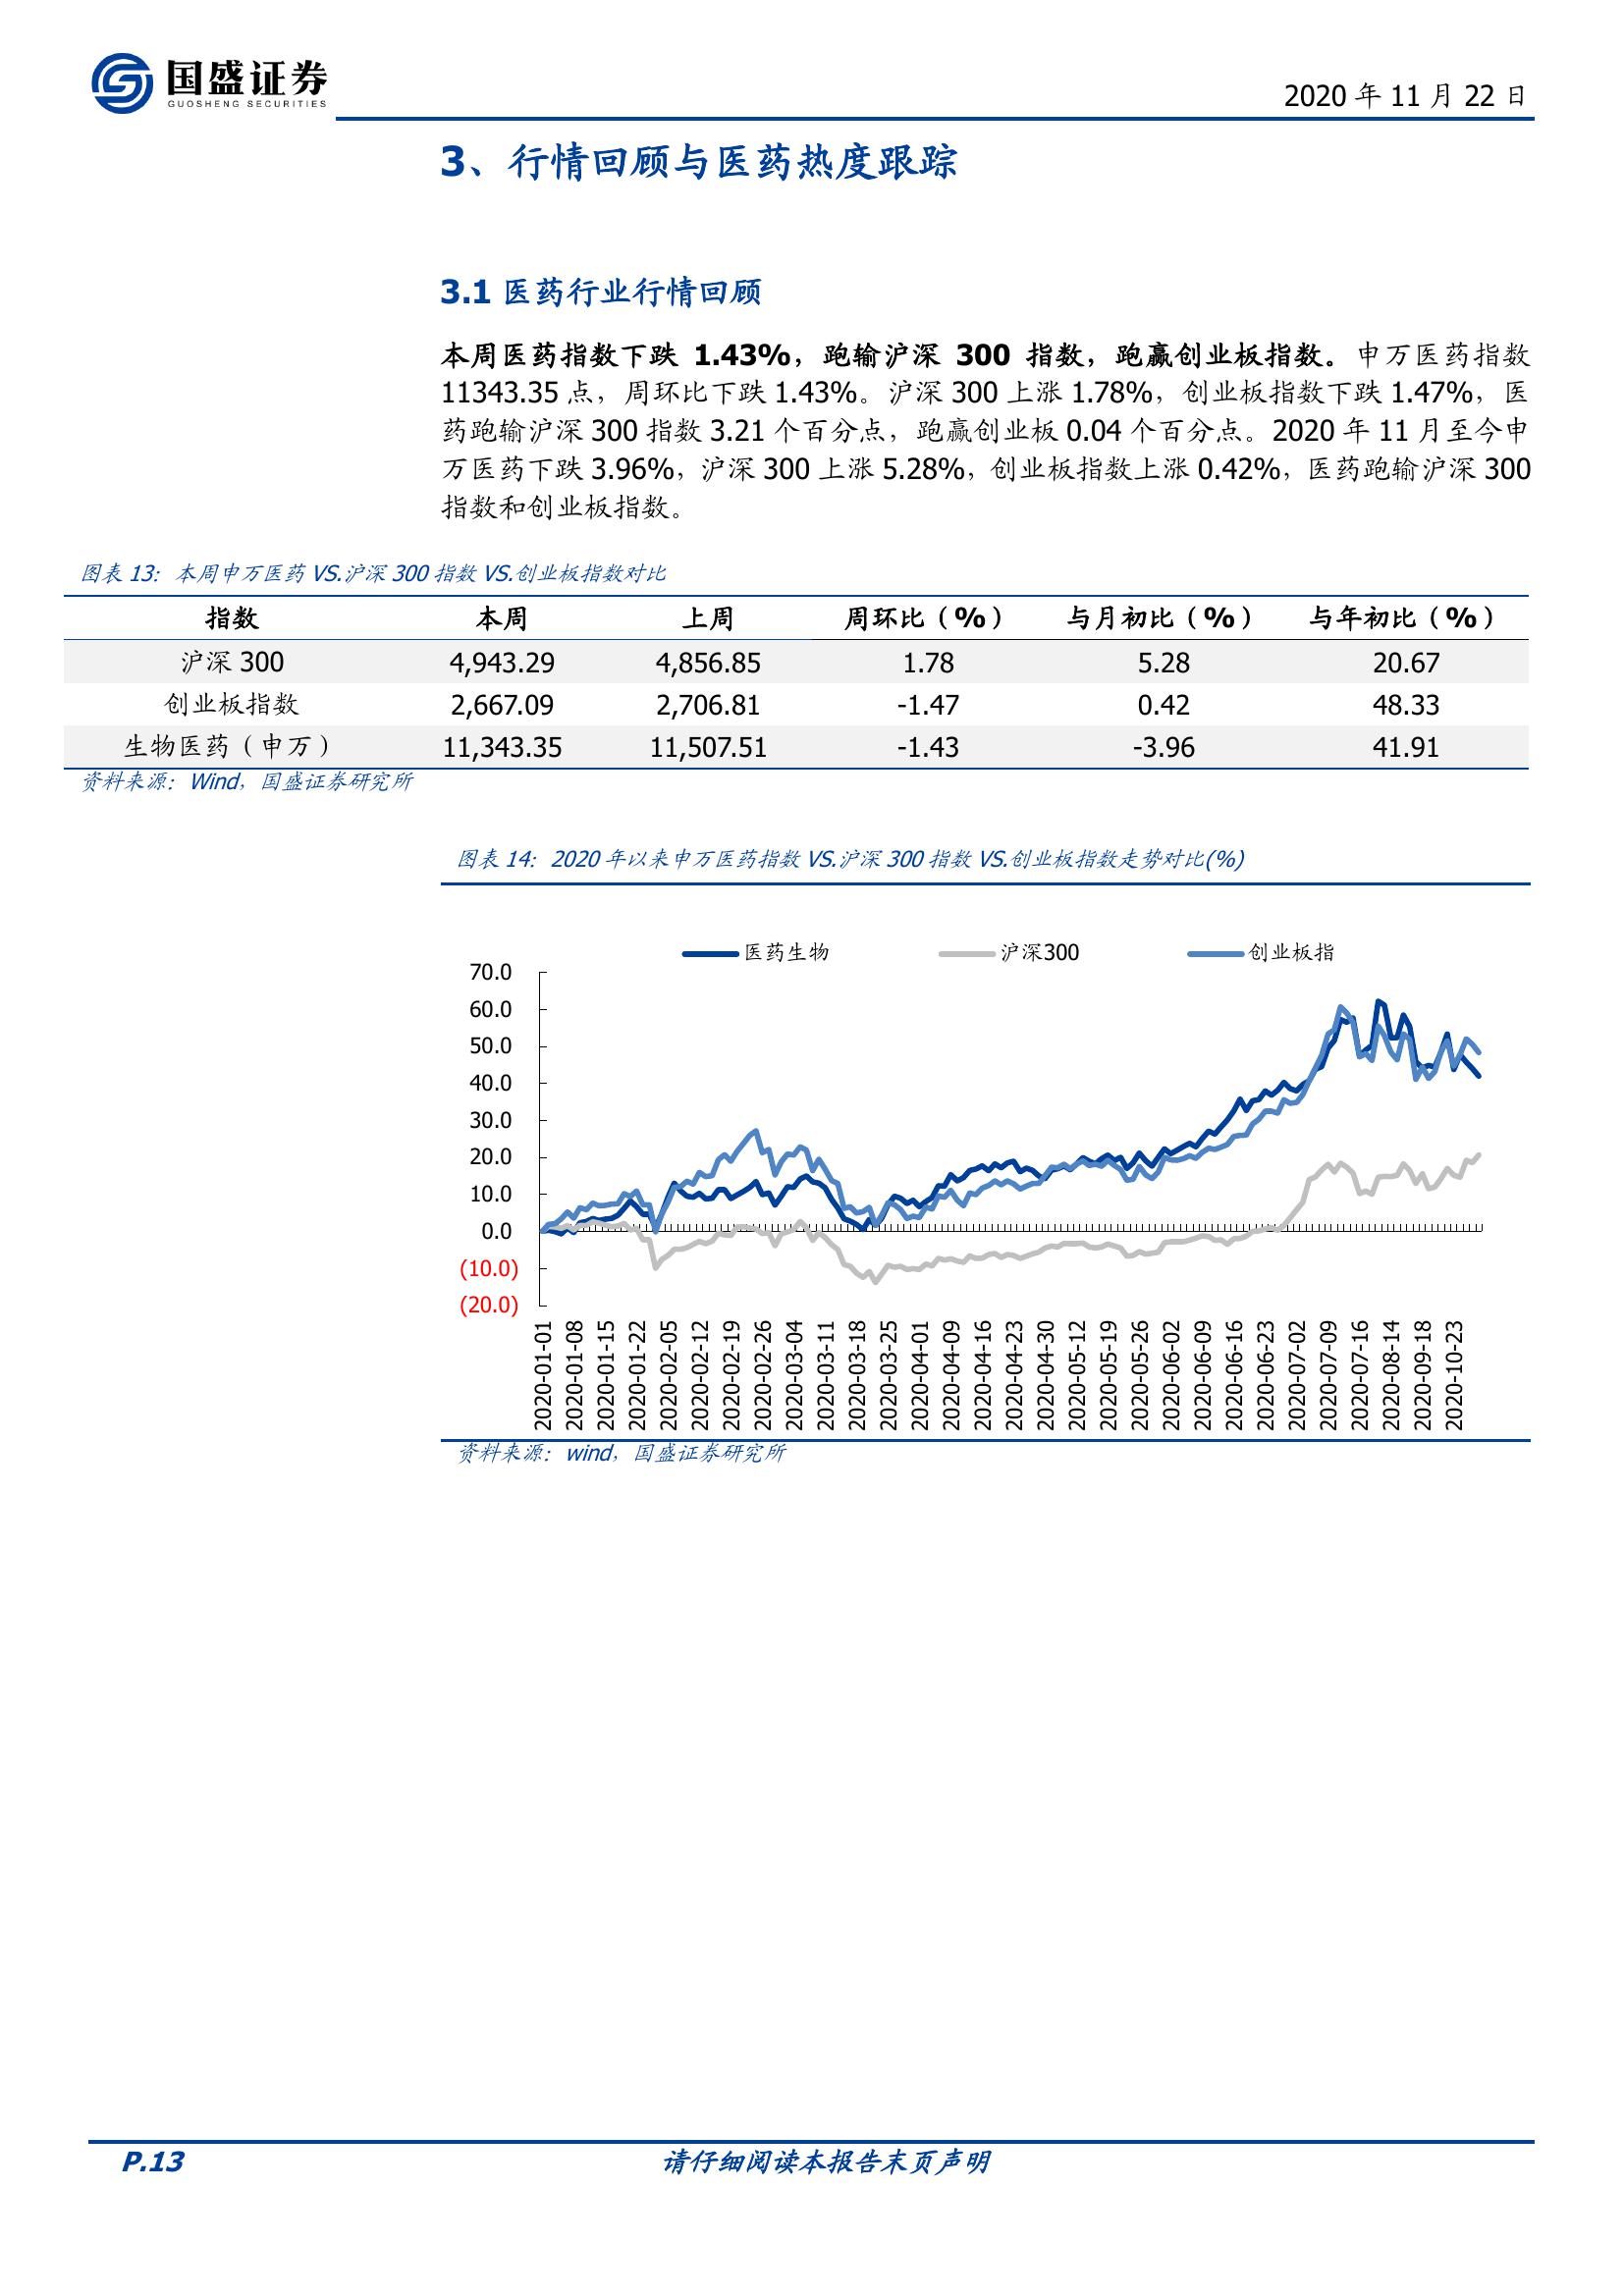 国盛证券
GUOSHENG SECURITIES
2020 年 11 月 22 日
3、行情回顾与医药热度跟踪
3.1 医药行业行情回顾
本周医药指数下跌 1.43%，跑输沪深 300 指数，跑赢创业板指数。申万医药指数
11343.35 点，周环比下跌 1.43%。沪深 300 上涨 1.78%，创业板指数下跌 1.47%，医
药跑输沪深 300 指数 3.21 个百分点，跑赢创业板 0.04 个百分点。2020 年 11 月至今申
万医药下跌 3.96%，沪深 300 上涨 5.28%，创业板指数上涨 0.42%，医药跑输沪深 300
指数和创业板指数。
图表 13：本周申万医药 VS.沪深 300 指数 VS.创业板指数对比
指数 本周 上周 周环比（%） 与月初比（%） 与年初比（%）
沪深 300 4,943.29 4,856.85 1.78 5.28 20.67
创业板指数 2,667.09 2,706.81 -1.47 0.42 48.33
生物医药（申万） 11,343.35 11,507.51 -1.43 -3.96 41.91
资料来源：Wind，国盛证券研究所
图表 14：2020 年以来申万医药指数 VS.沪深 300 指数 VS.创业板指数走势对比(%)
医药生物 沪深300 创业板指
70.0
60.0
50.0
40.0
30.0
20.0
10.0
0.0
(10.0)
(20.0)
2020-01-01
2020-01-08
2020-01-15
2020-01-22
2020-02-05
2020-02-12
2020-02-19
2020-02-26
2020-03-04
2020-03-11
2020-03-18
2020-03-25
2020-04-01
2020-04-09
2020-04-16
2020-04-23
2020-04-30
2020-05-12
2020-05-19
2020-05-26
2020-06-02
2020-06-09
2020-06-16
2020-06-23
2020-07-02
2020-07-09
2020-07-16
2020-08-14
2020-09-18
2020-10-23
资料来源：wind，国盛证券研究所
P.13
请仔细阅读本报告末页声明